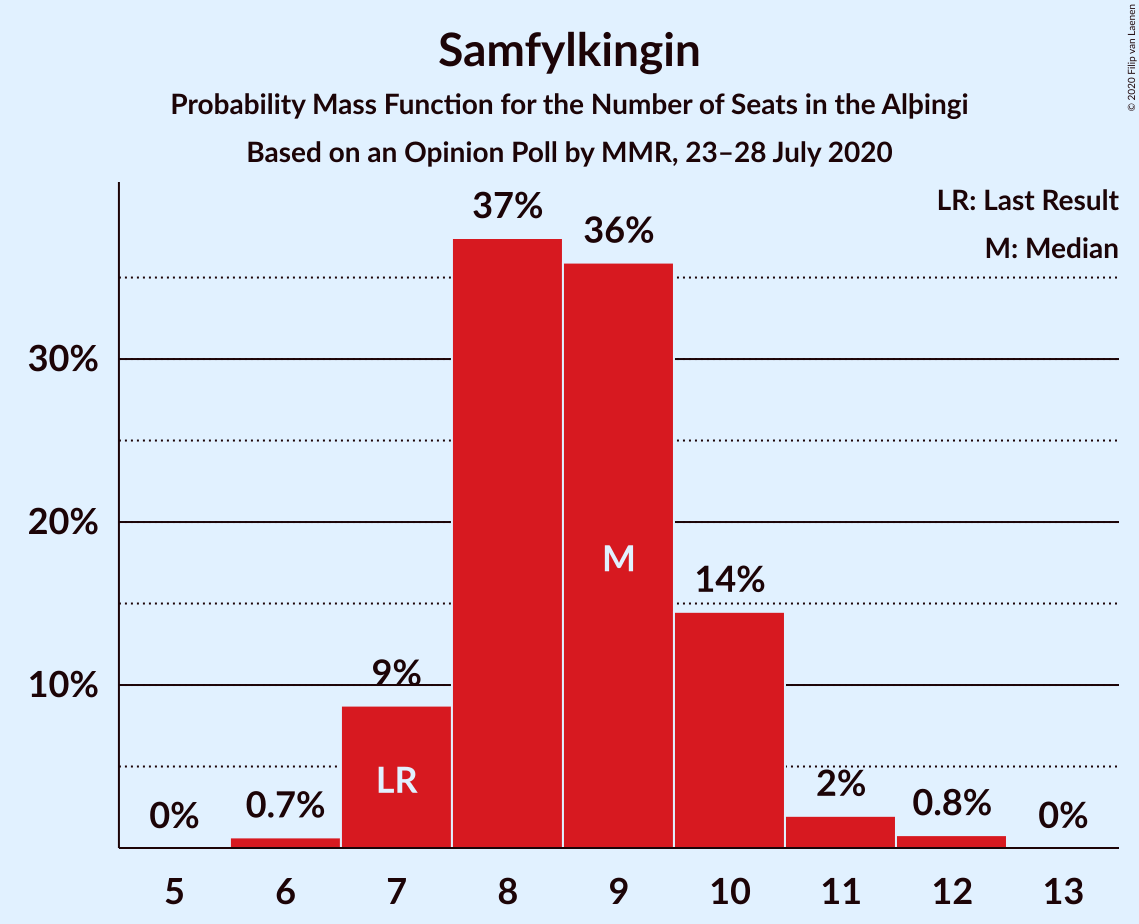 Samfylkingin
Probability Mass Function for the Number of Seats in the Alþingi
Based on an Opinion Poll by MMR, 23–28 July 2020
© 2020 Filip van Laenen
LR: Last Result
M: Median
37%
36%
30%
20%
M
14%
10%
9%
LR
0%
0.7%
2%
0.8%
0%
5 6 7 8 9 10 11 12 13